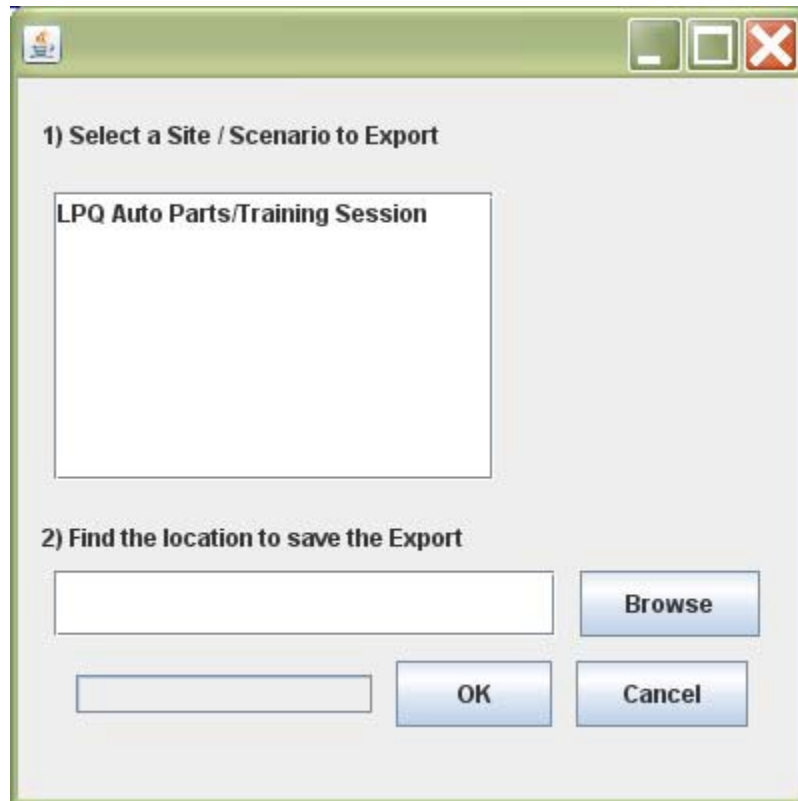 1) Select a Site / Scenario to Export
LPQ Auto Parts/Training Session
2) Find the location to save the Export
Browse
OK
Cancel